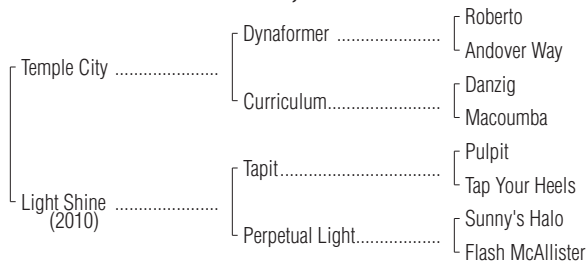 Roberto
Dynaformer ....................
Andover Way
Temple City ....................
Danzig
Curriculum......................
Macoumba
Pulpit
Tapit...............................
Tap Your Heels
Light Shine ....................
(2010)
Sunny's Halo
Perpetual Light................
Flash McAllister